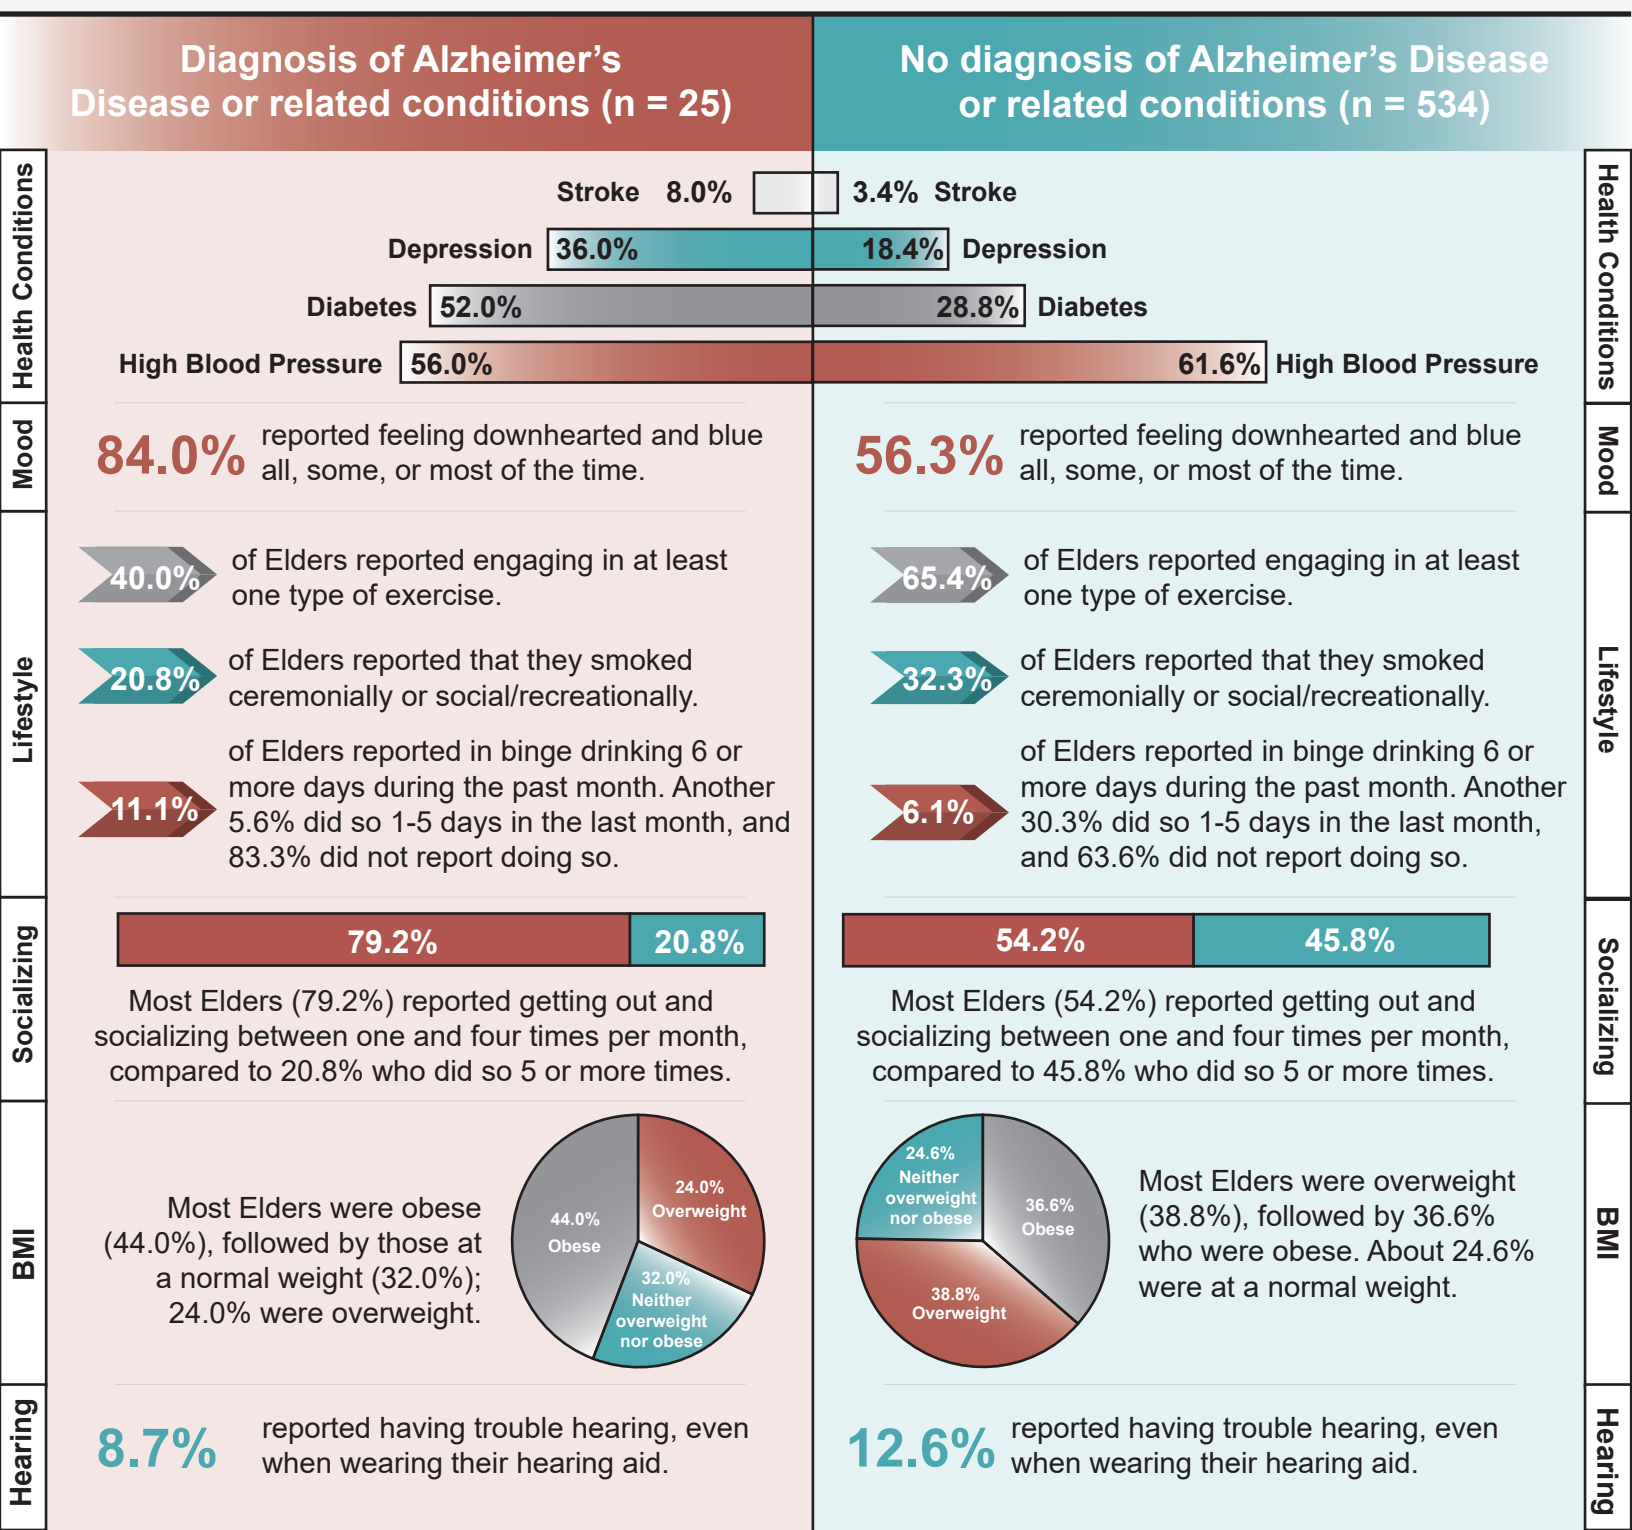 Diagnosis of Alzheimer's
Disease or related conditions (n = 25)
No diagnosis of Alzheimer's Disease
or related conditions (n = 534)
Health Conditions
Stroke 8.0%
3.4% Stroke
Depression 36.0%
18.4% Depression
Diabetes 52.0%
28.8% Diabetes
High Blood Pressure 56.0%
61.6% High Blood Pressure
Health Conditions
Mood
84.0%
reported feeling downhearted and blue
all, some, or most of the time.
56.3%
reported feeling downhearted and blue
all, some, or most of the time.
Mood
Lifestyle
40.0%
of Elders reported engaging in at least
one type of exercise.
20.8%
of Elders reported that they smoked
ceremonially or social/recreationally.
11.1%
of Elders reported in binge drinking 6 or
more days during the past month. Another
5.6% did so 1-5 days in the last month, and
83.3% did not report doing so.
65.4%
of Elders reported engaging in at least
one type of exercise.
32.3%
of Elders reported that they smoked
ceremonially or social/recreationally.
6.1%
of Elders reported in binge drinking 6 or
more days during the past month. Another
30.3% did so 1-5 days in the last month,
and 63.6% did not report doing so.
Lifestyle
Socializing
79.2% 20.8%
Most Elders (79.2%) reported getting out and
socializing between one and four times per month,
compared to 20.8% who did so 5 or more times.
54.2% 45.8%
Most Elders (54.2%) reported getting out and
socializing between one and four times per month,
compared to 45.8% who did so 5 or more times.
Socializing
BMI
Most Elders were obese
(44.0%), followed by those at
a normal weight (32.0%);
24.0% were overweight.
44.0%
Obese
24.0%
Overweight
32.0%
Neither
overweight
nor obese
24.6%
Neither
overweight
nor obese
36.6%
Obese
38.8%
Overweight
Most Elders were overweight
(38.8%), followed by 36.6%
who were obese. About 24.6%
were at a normal weight.
BMI
Hearing
8.7%
reported having trouble hearing, even
when wearing their hearing aid.
12.6%
reported having trouble hearing, even
when wearing their hearing aid.
Hearing